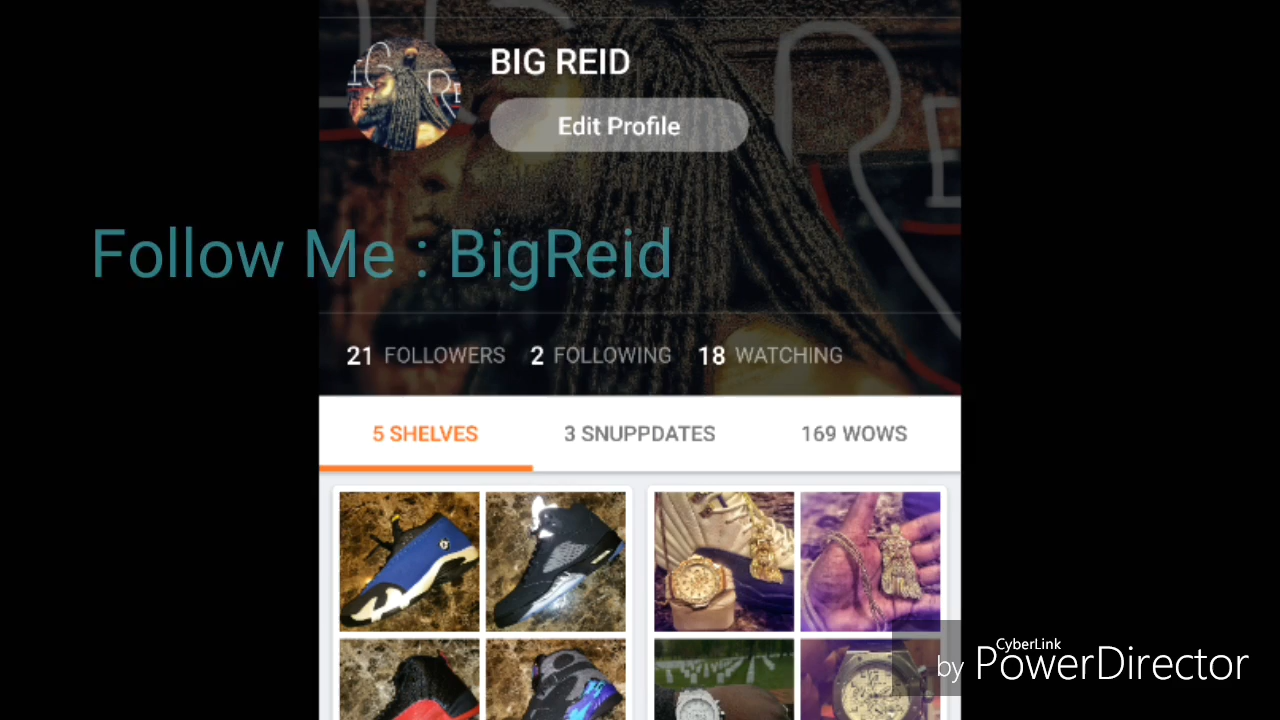 BIG REID
Edit Profile
Follow Me : BigReid
21 FOLLOWERS 2 FOLLOWING 18 WATCHING
5 SHELVES 3 SNUPPDATES 169 WOWS
CyberLink
by PowerDirector